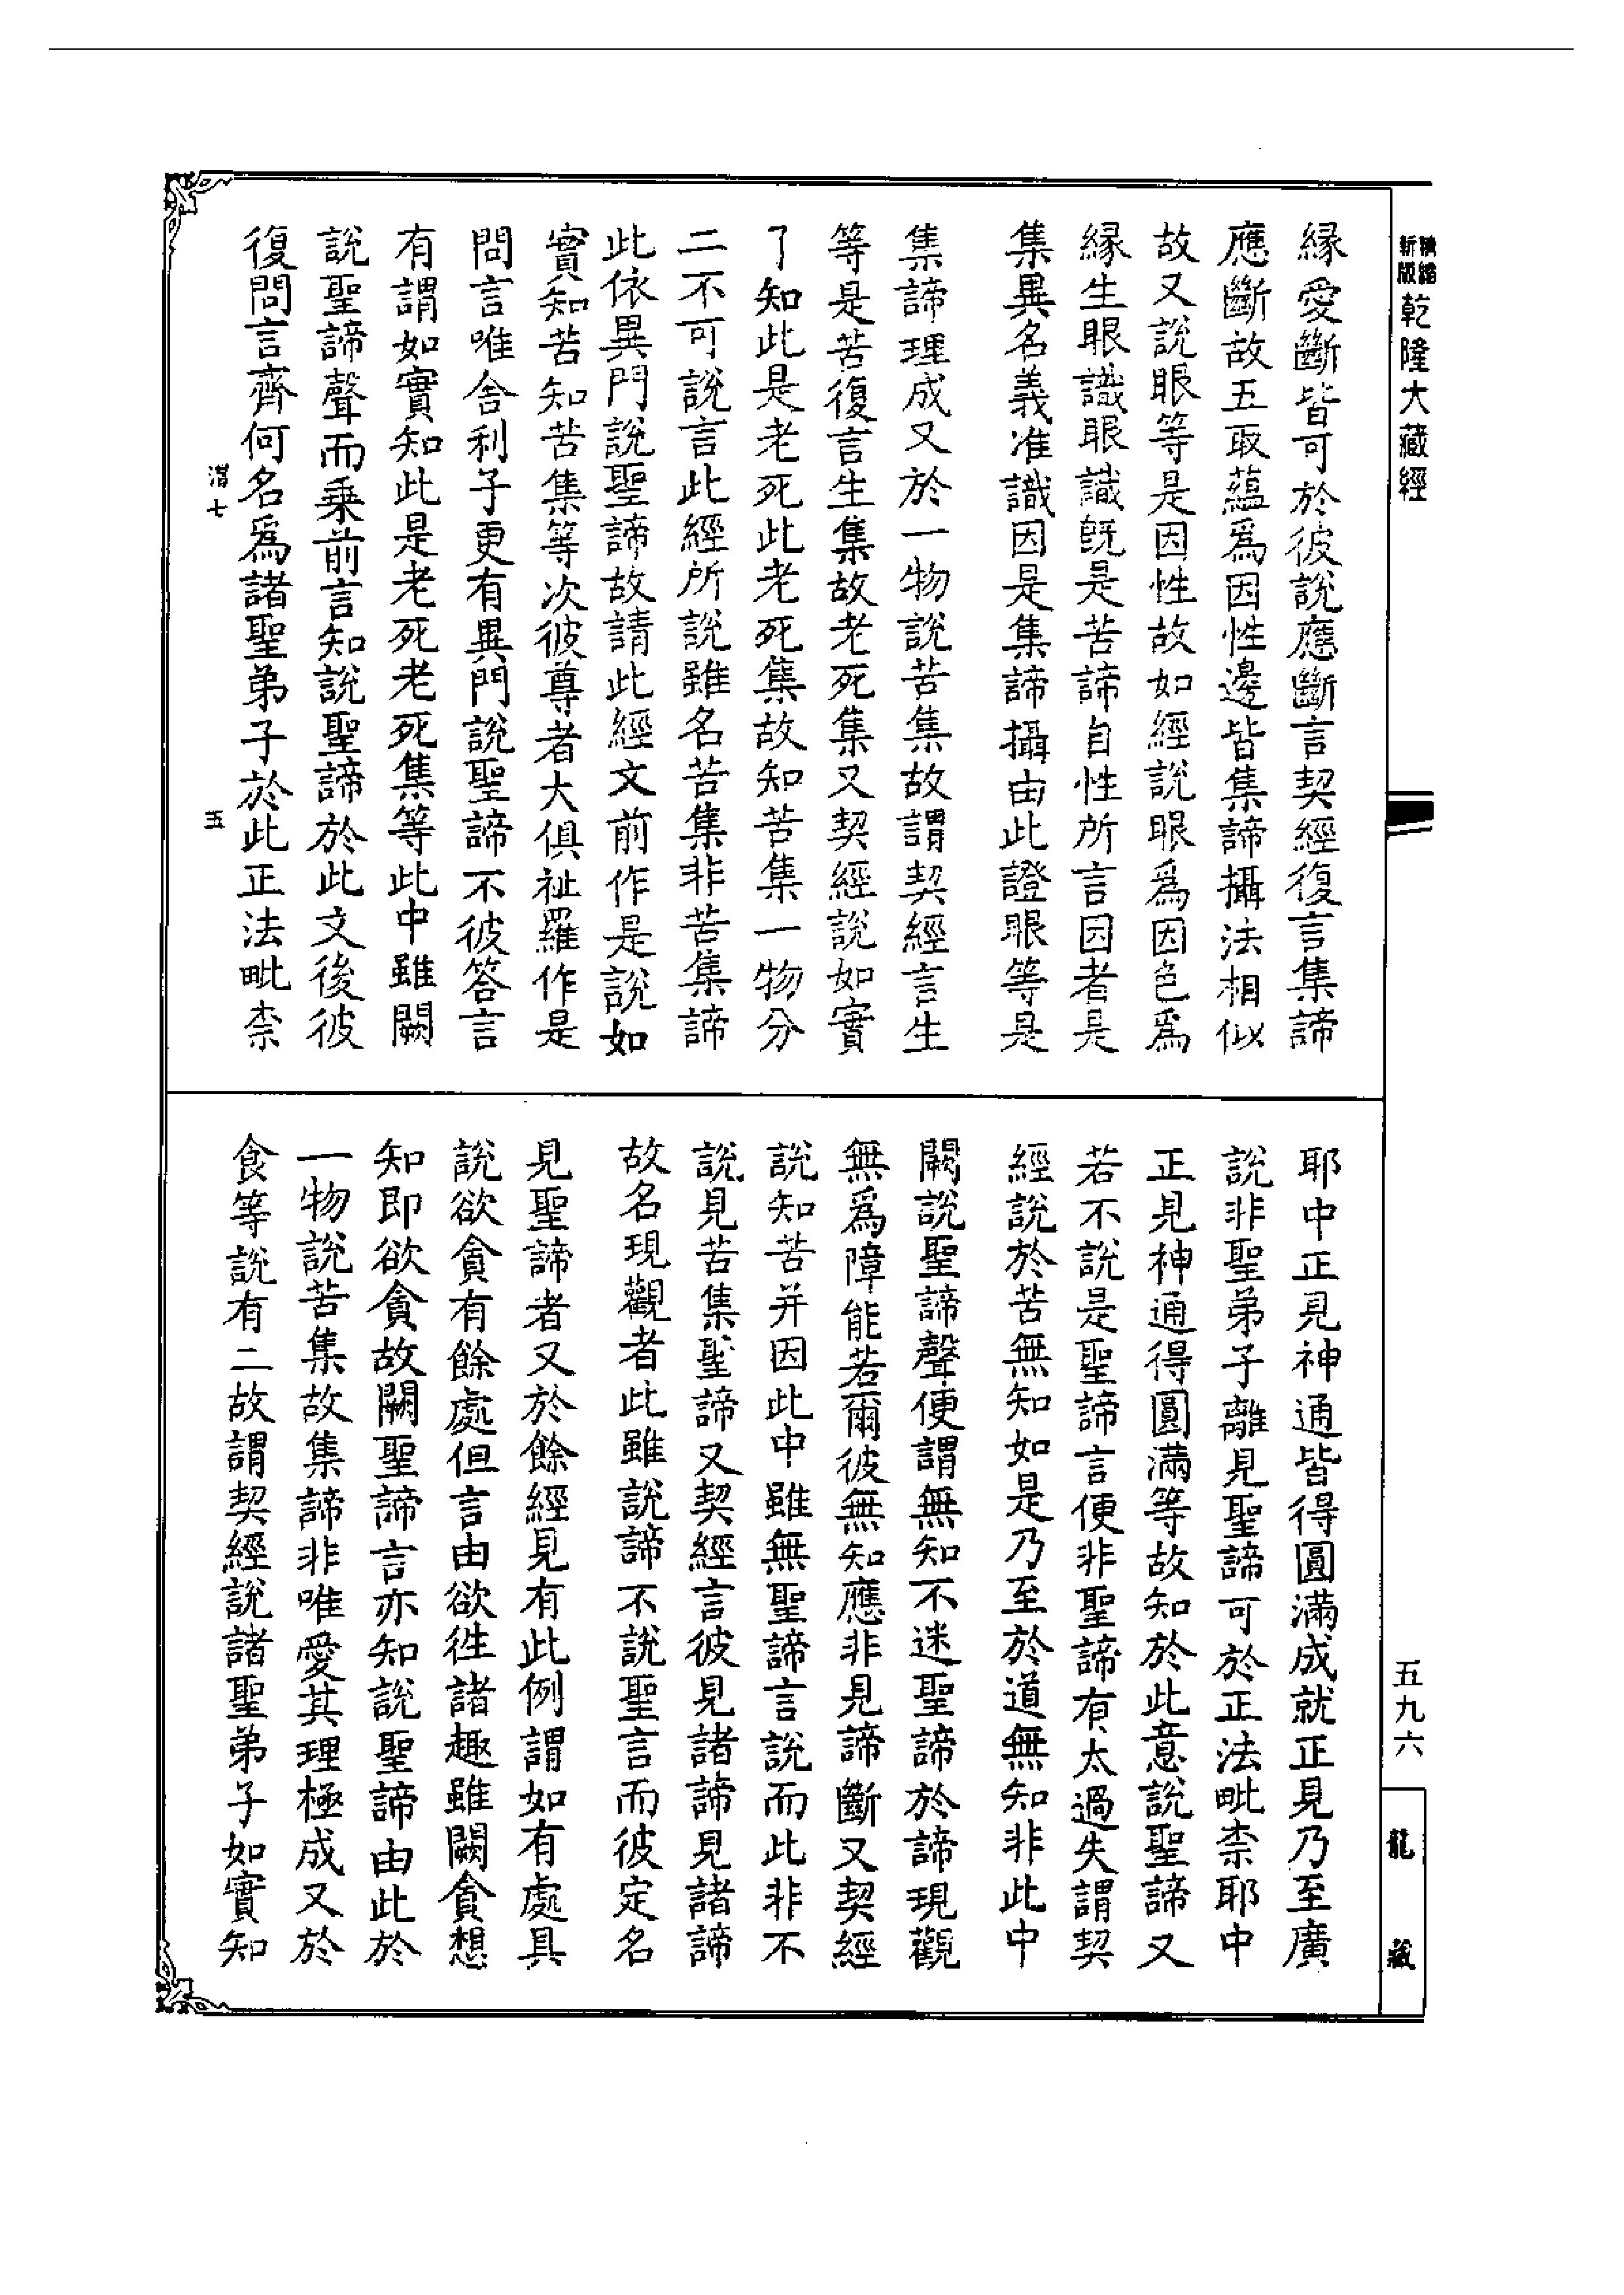 精縮新版
乾隆大藏經
緣愛斷皆可於彼說應斷言契經復言集諦
應斷故五取蘊爲因性邊皆集諦攝法相似
故又說眼等是因性故如經說眼爲因色爲
緣生眼識眼識旣是苦諦自性所言因者是
集異名義准識因是集諦攝由此證眼等是
集諦理成又於一物說苦集故謂契經言生
等是苦復言生集故老死集又契經說如實
了知此是老死此老死集故知苦集一物分
二不可說言此經所說雖名苦集非苦集諦
此依異門說聖諦故請此經文前作是說如
實知苦知苦集等次彼尊者大俱祉羅作是
問言唯舍利子更有異門說聖諦不彼答言
有謂如實知此是老死老死集等此中雖闕
說聖諦聲而乗前言知說聖諦於此文後彼
復問言齊何名爲諸聖弟子於此正法毗柰
渭七
五
耶中正見神通皆得圓滿成就正見乃至廣
說非聖弟子離見聖諦可於正法毗柰耶中
正見神通得圓滿等故知於此意說聖諦又
若不說是聖諦言便非聖諦有太過失謂契
經說於苦無知如是乃至於道無知非此中
闕說聖諦聲便謂無知不迷聖諦於諦現觀
無爲障能若爾彼無知應非見諦斷又契經
說知苦并因此中雖無聖諦言說而此非不
說見苦集聖諦又契經言彼見諸諦見諸諦
故名現觀者此雖說諦不說聖言而彼定名
見聖諦者又於餘經見有此例謂如有處具
說欲貪有餘處但言由欲徃諸趣雖闕貪想
知即欲貪故闕聖諦言亦知說聖諦由此於
一物說苦集故集諦非唯愛其理極成又於
食等說有二故謂契經說諸聖弟子如實知
五九六
龍藏